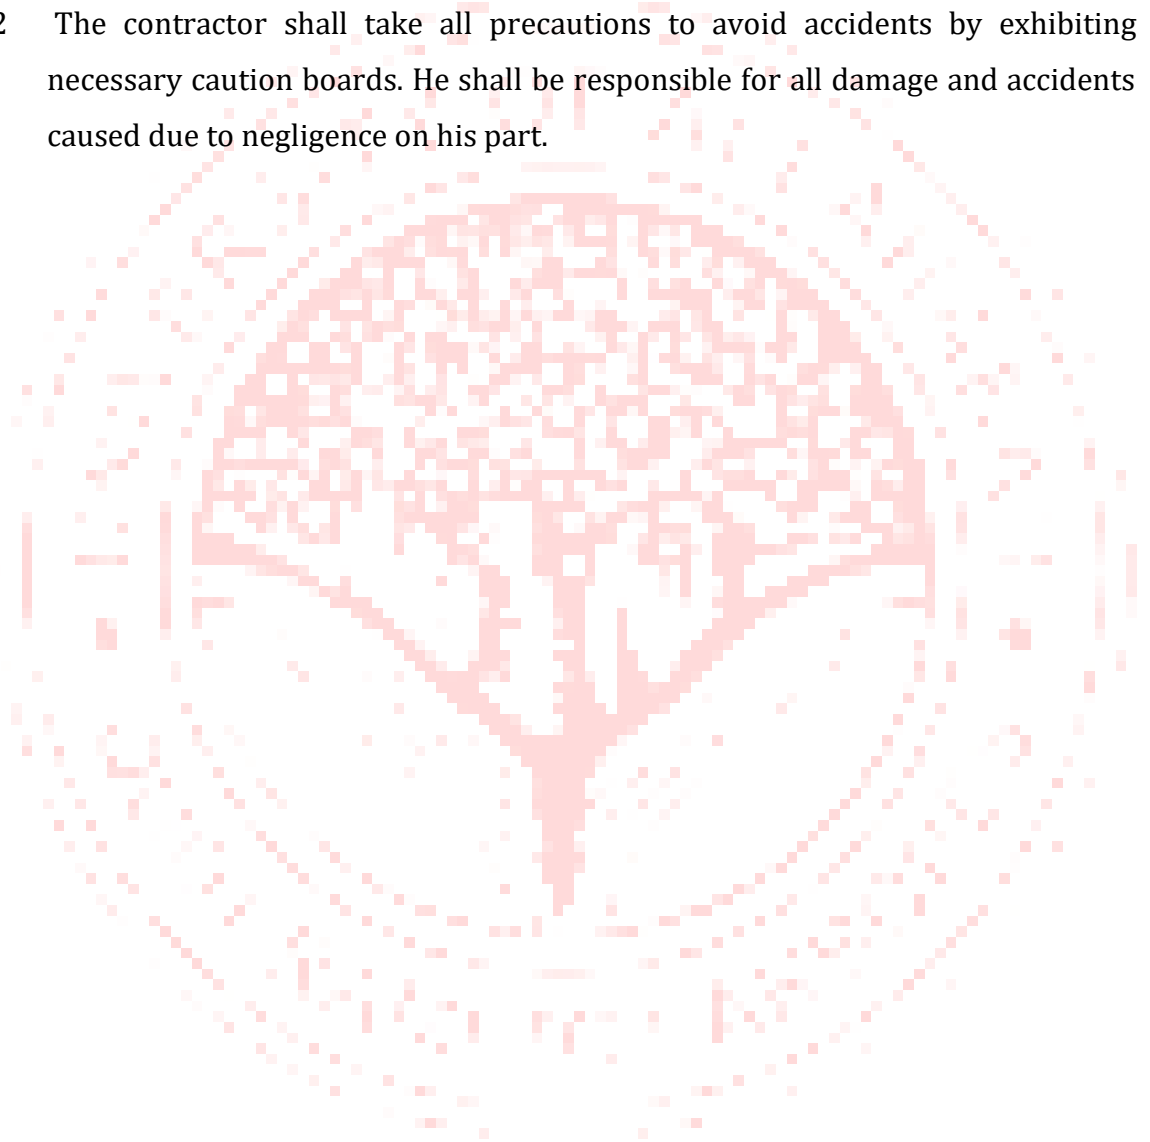 2 The contractor shall take all precautions to avoid accidents by exhibiting
necessary caution boards. He shall be responsible for all damage and accidents
caused due to negligence on his part.